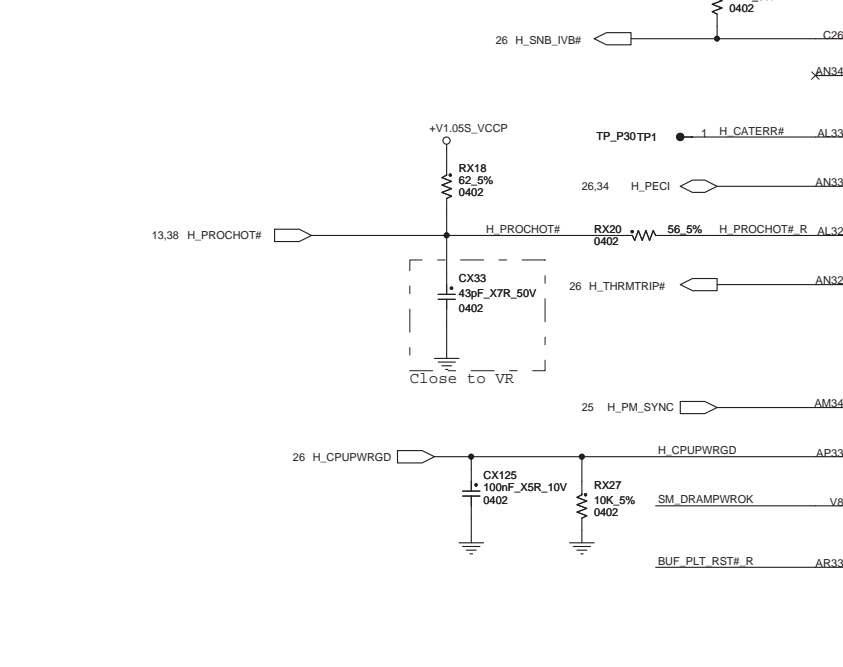 0402
26 H_SNB_IVB#
C26
AN34
+V1.05S_VCCP
TP_P30 TP1
1
H_CATERR#
AL33
RX18
62_5%
0402
26,34 H_PECI
AN33
13,38 H_PROCHOT#
H_PROCHOT#
RX20
0402
56_5%
H_PROCHOT#_R
AL32
CX33
43pF_X7R_50V
0402
26 H_THRMTRIP#
AN32
Close to VR
25 H_PM_SYNC
AM34
26 H_CPUPWRGD
H_CPUPWRGD
AP33
CX125
100nF_X5R_10V
0402
RX27
10K_5%
0402
SM_DRAMPWROK
V8
BUF_PLT_RST#_R
AR33